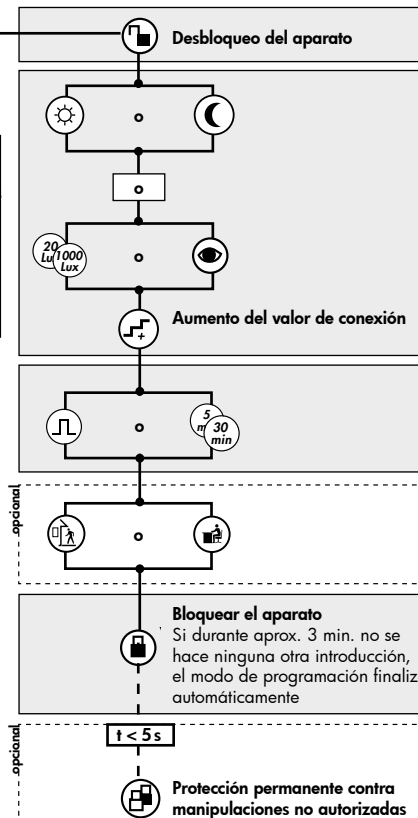 Desbloqueo del aparato
20
Lu
1000
Lux
Aumento del valor de conexión
5
m
30
min
opcional
Bloquear el aparato
Si durante aprox. 3 min. no se
hace ninguna otra introducción,
el modo de programación finaliz
automáticamente
opcional
t < 5 s
Protección permanente contra
manipulaciones no autorizadas